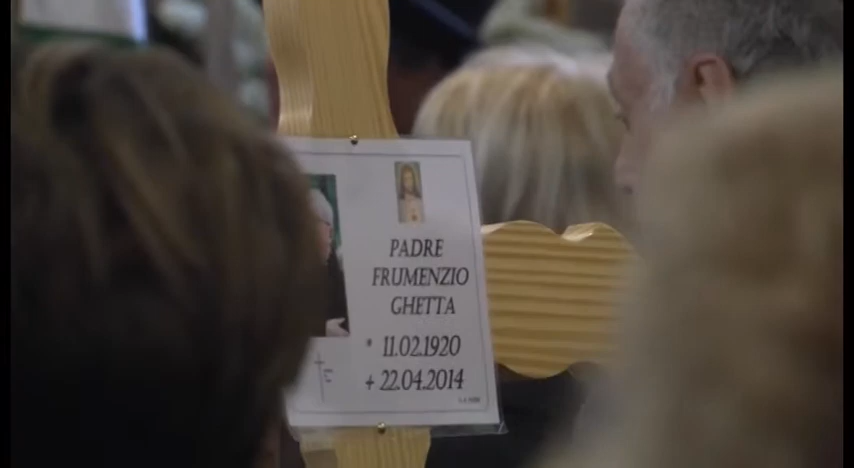 PADRE
FRUMENZIO
GHETTA
* 11.02.1920
+ 22.04.2014